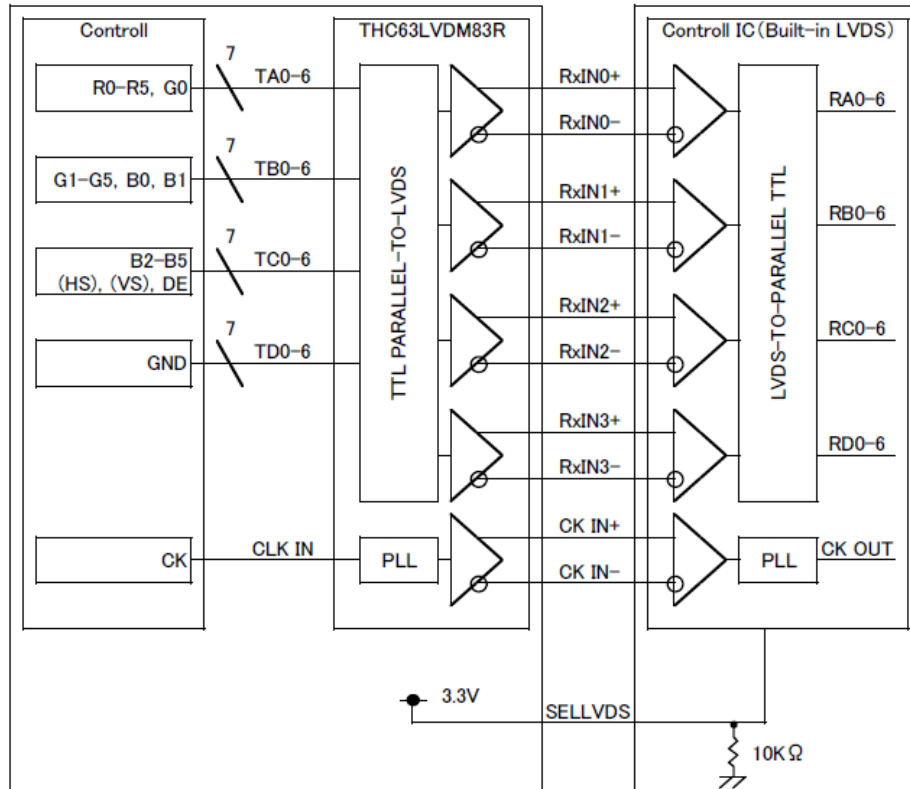 Controll
THC63LVDM83R
Controll IC(Built-in LVDS)
R0-R5, G0
7
TA0-6
RxIN0+
RxIN0-
RA0-6
G1-G5, B0, B1
7
TB0-6
RxIN1+
RxIN1-
RB0-6
B2-B5
(HS), (VS), DE
7
TC0-6
RxIN2+
RxIN2-
RC0-6
GND
7
TD0-6
RxIN3+
RxIN3-
RD0-6
TTL PARALLEL-TO-LVDS
LVDS-TO-PARALLEL TTL
CK
CLK IN
PLL
CK IN+
CK IN-
PLL
CK OUT
3.3V
SELLVDS
10KΩ